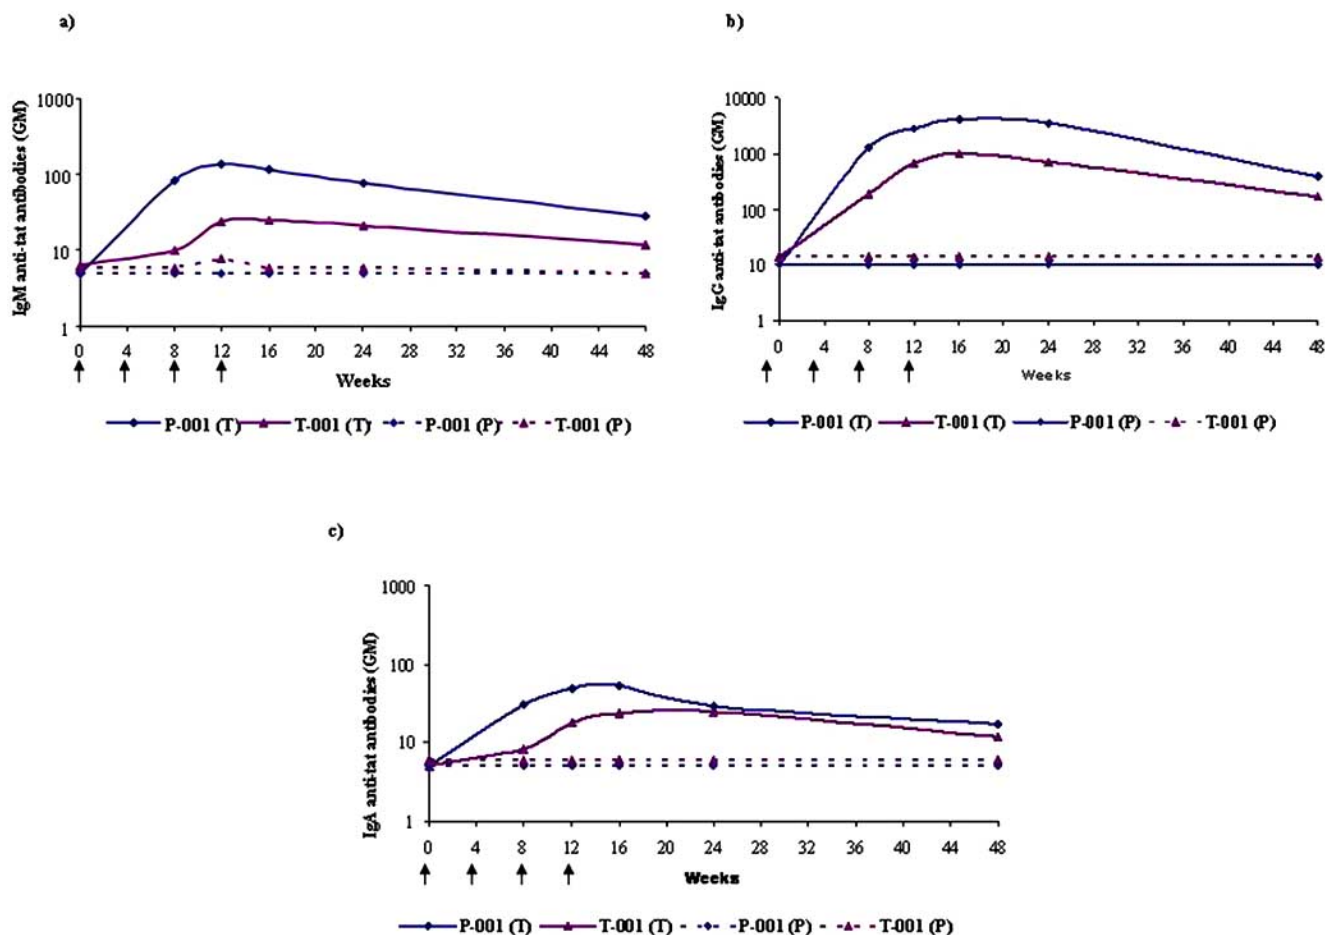 a)
IgM anti-tat antibodies (GM)
1000
100
10
1
0 4 8 12 16 20 24 28 32 36 40 44 48
Weeks
P-001 (T) T-001 (T) P-001 (P) T-001 (P)
b)
IgG anti-tat antibodies (GM)
10000
1000
100
10
1
0 4 8 12 16 20 24 28 32 36 40 44 48
Weeks
P-001 (T) T-001 (T) P-001 (P) T-001 (P)
c)
IgA anti-tat antibodies (GM)
1000
100
10
1
0 4 8 12 16 20 24 28 32 36 40 44 48
Weeks
P-001 (T) T-001 (T) P-001 (P) T-001 (P)